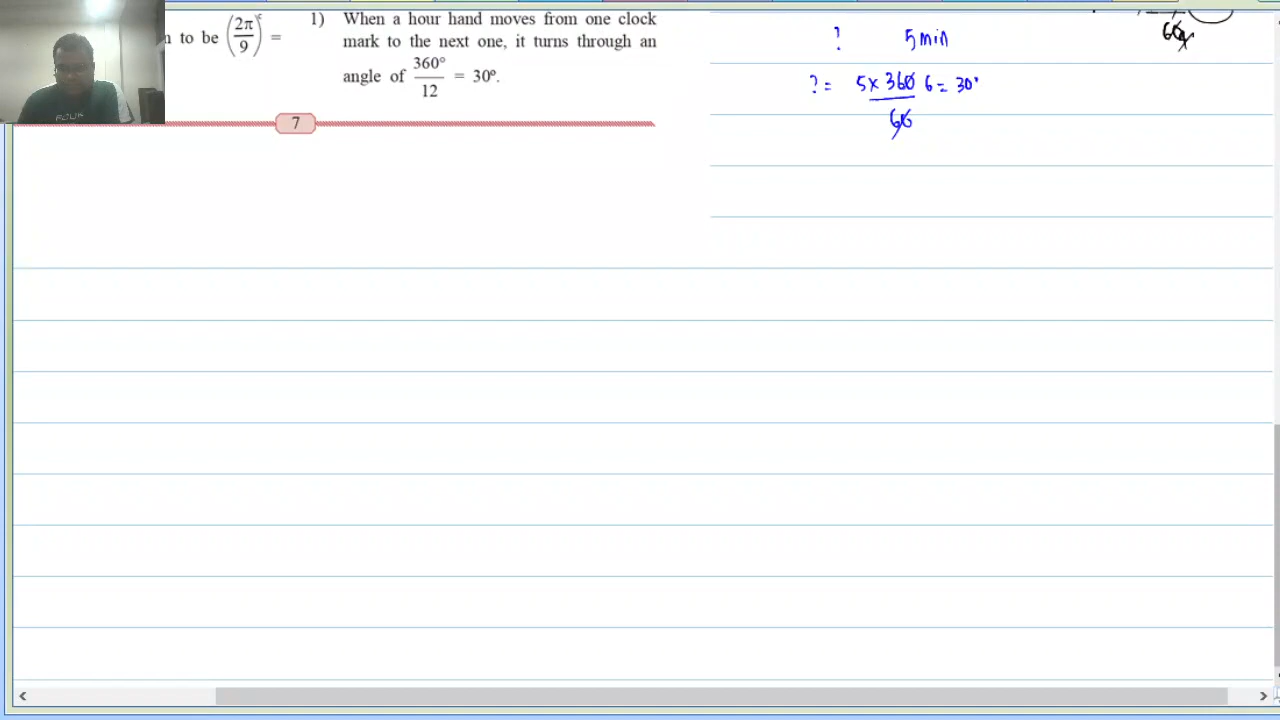 n to be (2π/9)ᶜ =
1) When a hour hand moves from one clock
mark to the next one, it turns through an
angle of 360°/12 = 30º.
7
? 5 min
? = 5 x 360 6 = 30°
60
60